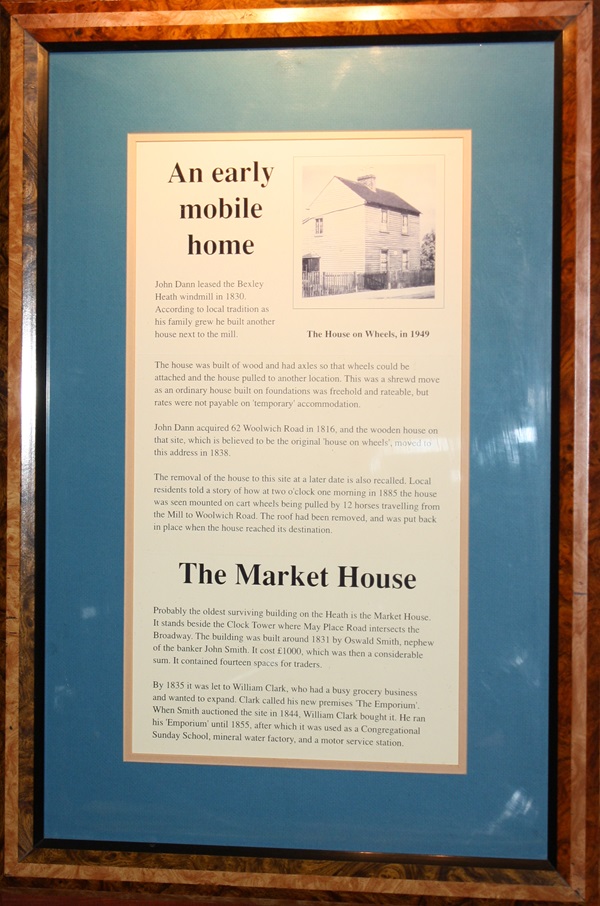 An early
mobile
home
John Dann leased the Bexley
Heath windmill in 1830.
According to local tradition as
his family grew he built another
house next to the mill.
The House on Wheels, in 1949
The house was built of wood and had axles so that wheels could be
attached and the house pulled to another location. This was a shrewd move
as an ordinary house built on foundations was freehold and rateable, but
rates were not payable on 'temporary' accommodation.
John Dann acquired 62 Woolwich Road in 1816, and the wooden house on
that site, which is believed to be the original 'house on wheels', moved to
this address in 1838.
The removal of the house to this site at a later date is also recalled. Local
residents told a story of how at two o'clock one morning in 1885 the house
was seen mounted on cart wheels being pulled by 12 horses travelling from
the Mill to Woolwich Road. The roof had been removed, and was put back
in place when the house reached its destination.
The Market House
Probably the oldest surviving building on the Heath is the Market House.
It stands beside the Clock Tower where May Place Road intersects the
Broadway. The building was built around 1831 by Oswald Smith, nephew
of the banker John Smith. It cost £1000, which was then a considerable
sum. It contained fourteen spaces for traders.
By 1835 it was let to William Clark, who had a busy grocery business
and wanted to expand. Clark called his new premises 'The Emporium'.
When Smith auctioned the site in 1844, William Clark bought it. He ran
his 'Emporium' until 1855, after which it was used as a Congregational
Sunday School, mineral water factory, and a motor service station.